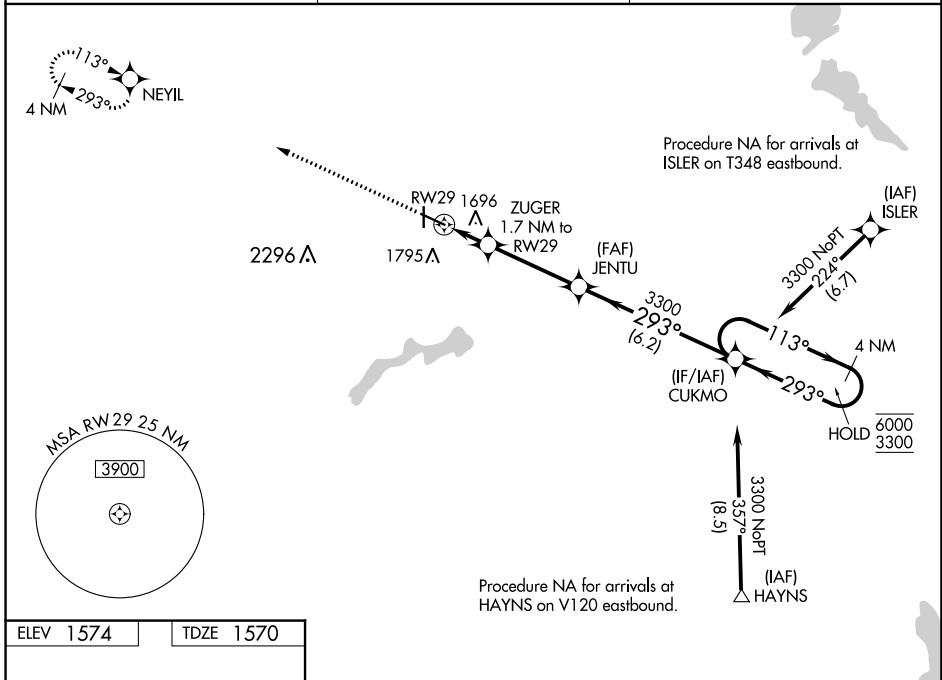 113°
293°
4 NM
NEYIL
Procedure NA for arrivals at
ISLER on T348 eastbound.
(IAF)
ISLER
RW29
1696
ZUGER
1.7 NM to
RW29
2296
1795
(FAF)
JENTU
3300 NoPT
224°
(6.7)
3300
293°
(6.2)
113°
4 NM
293°
(IF/IAF)
CUKMO
HOLD
6000
3300
MSA RW29 25 NM
3900
3300 NoPT
357°
(8.5)
Procedure NA for arrivals at
HAYNS on V120 eastbound.
(IAF)
HAYNS
ELEV 1574
TDZE 1570